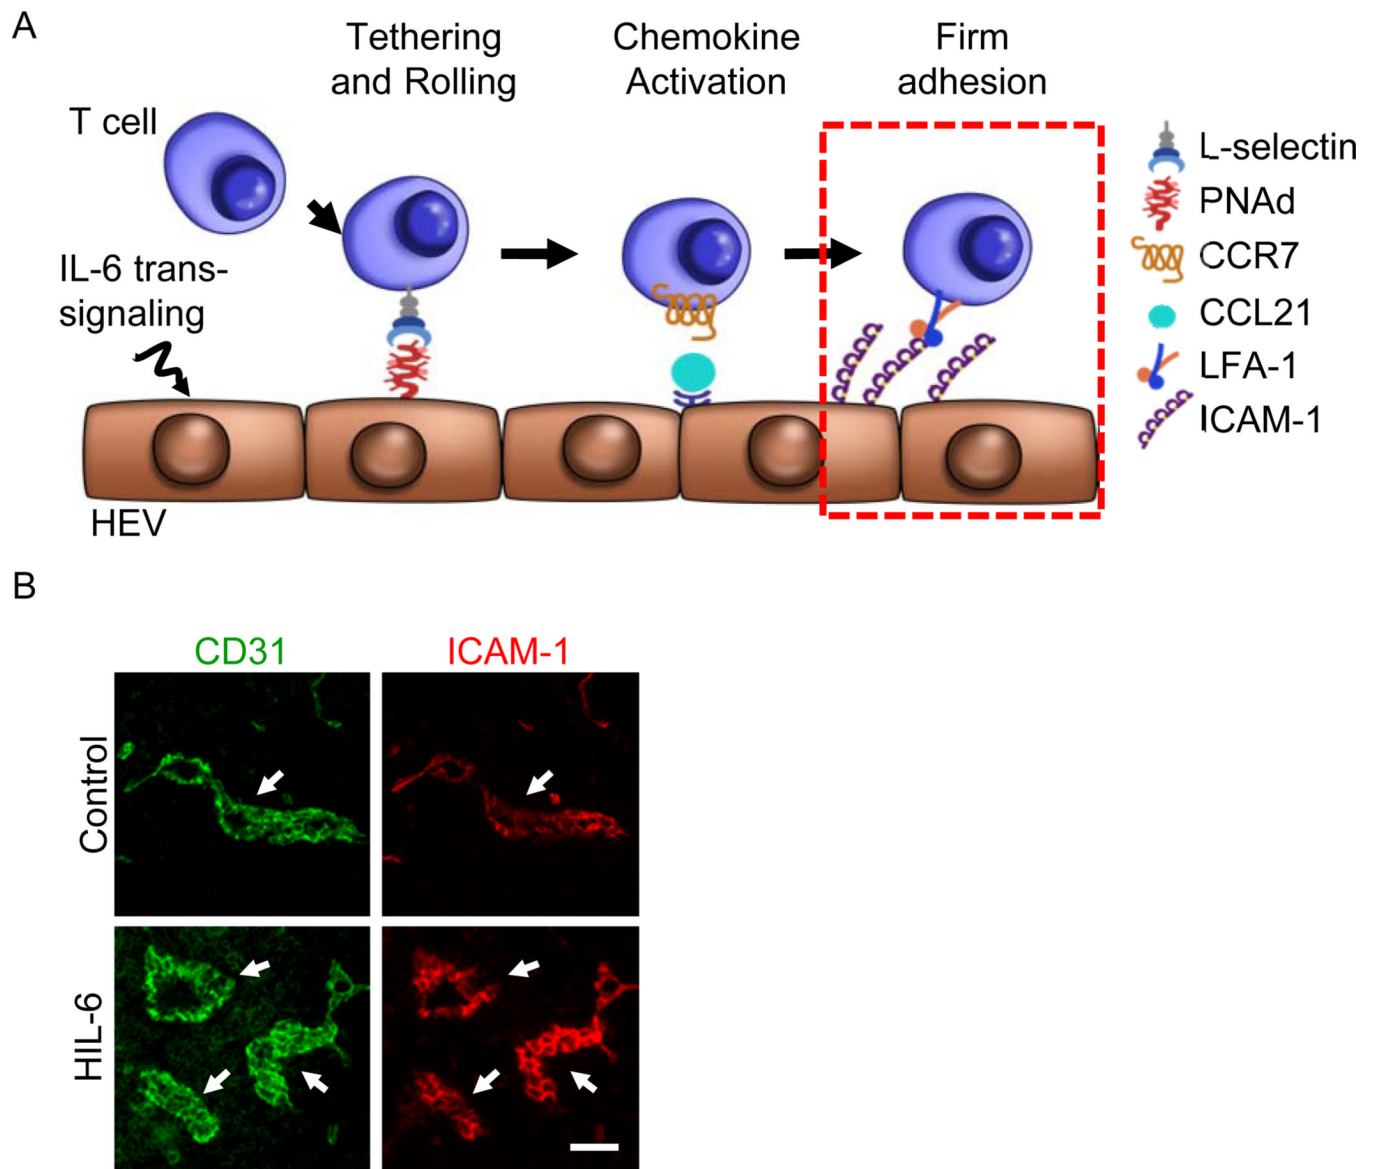 A
Tethering
and Rolling
Chemokine
Activation
Firm
adhesion
T cell
IL-6 trans-
signaling
HEV
L-selectin
PNAd
CCR7
CCL21
LFA-1
ICAM-1
B
CD31
ICAM-1
Control
HIL-6